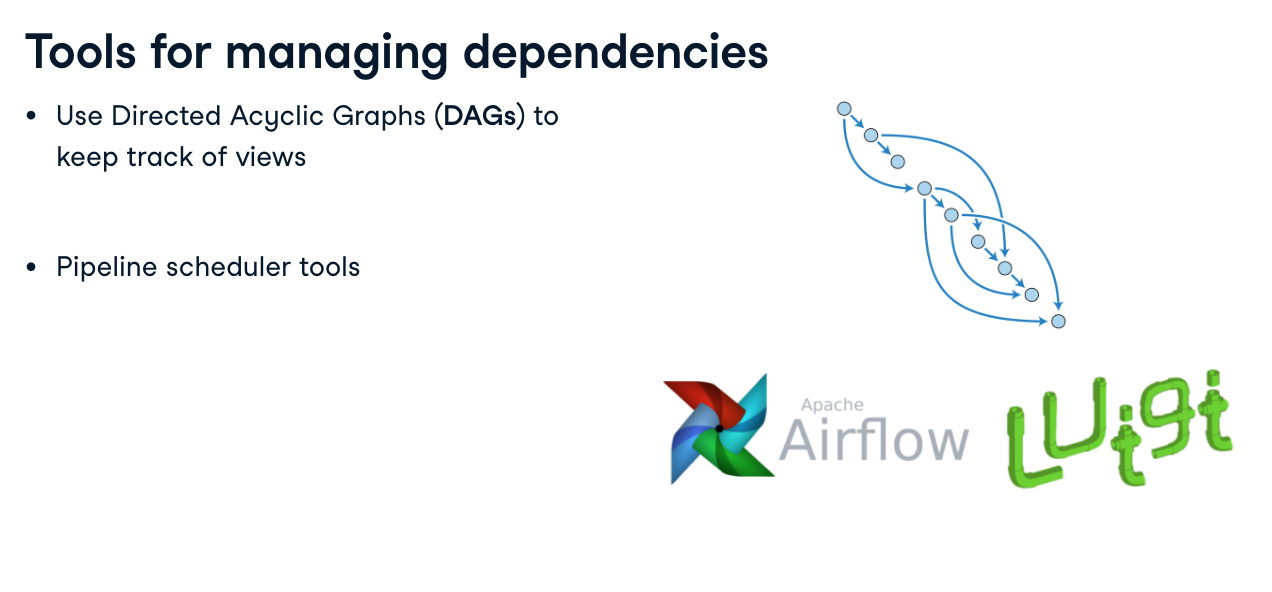 Tools for managing dependencies
• Use Directed Acyclic Graphs (DAGs) to
keep track of views
• Pipeline scheduler tools
Apache
Airflow
Luigi